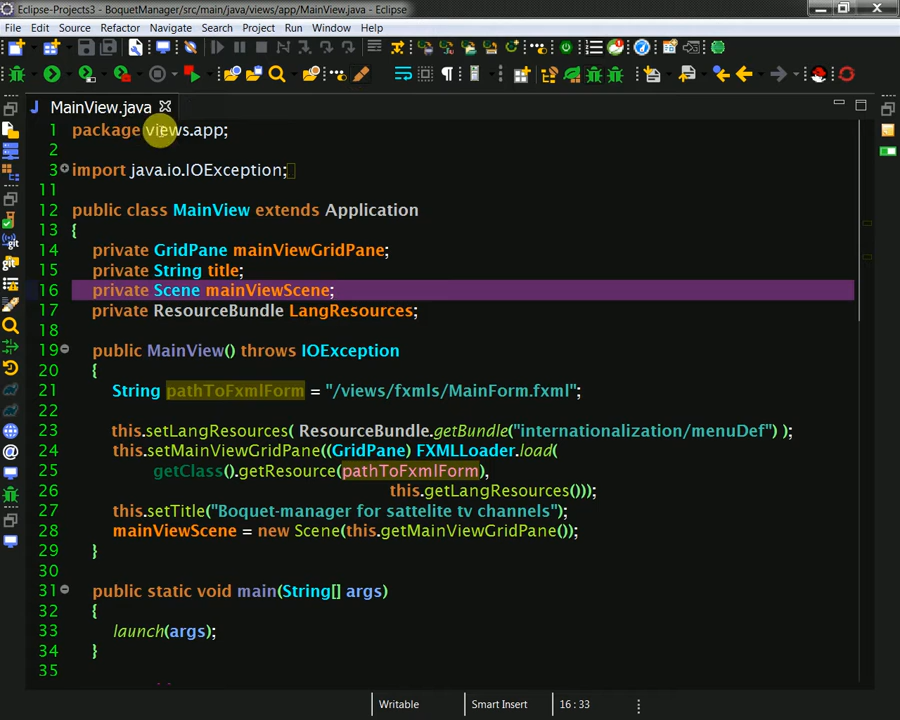 Eclipse-Projects3 - BoquetManager/src/main/java/views/app/MainView.java - Eclipse
File Edit Source Refactor Navigate Search Project Run Window Help
MainView.java
1 package views.app;
2
3 import java.io.IOException;
11
12 public class MainView extends Application
13 {
14 private GridPane mainViewGridPane;
15 private String title;
16 private Scene mainViewScene;
17 private ResourceBundle LangResources;
18
19 public MainView() throws IOException
20 {
21 String pathToFxmlForm = "/views/fxmls/MainForm.fxml";
22
23 this.setLangResources( ResourceBundle.getBundle("internationalization/menuDef") );
24 this.setMainViewGridPane((GridPane) FXMLLoader.load(
25 getClass().getResource(pathToFxmlForm),
26 this.getLangResources()));
27 this.setTitle("Boquet-manager for sattelite tv channels");
28 mainViewScene = new Scene(this.getMainViewGridPane());
29 }
30
31 public static void main(String[] args)
32 {
33 launch(args);
34 }
35
Writable Smart Insert 16 : 33